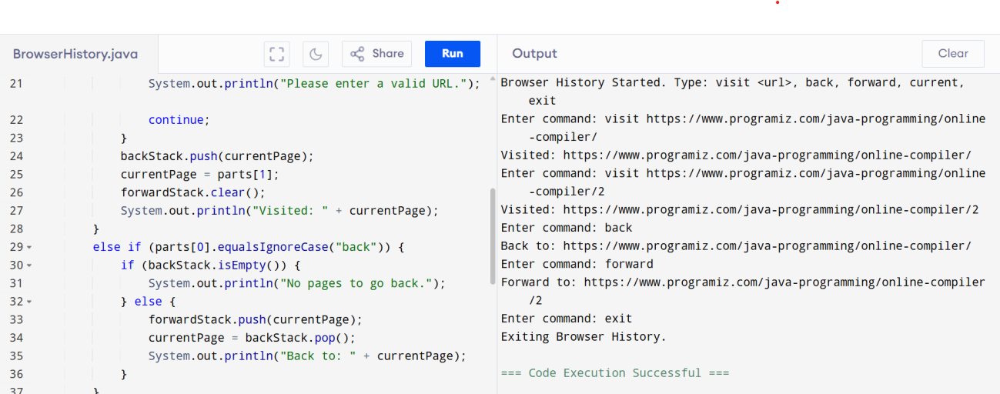 BrowserHistory.java
Share
Run
Output
Clear
21 System.out.println("Please enter a valid URL.");
22 continue;
23 }
24 backStack.push(currentPage);
25 currentPage = parts[1];
26 forwardStack.clear();
27 System.out.println("Visited: " + currentPage);
28 }
29 else if (parts[0].equalsIgnoreCase("back")) {
30 if (backStack.isEmpty()) {
31 System.out.println("No pages to go back.");
32 } else {
33 forwardStack.push(currentPage);
34 currentPage = backStack.pop();
35 System.out.println("Back to: " + currentPage);
36 }
37 }
Browser History Started. Type: visit <url>, back, forward, current,
exit
Enter command: visit https://www.programiz.com/java-programming/online
-compiler/
Visited: https://www.programiz.com/java-programming/online-compiler/
Enter command: visit https://www.programiz.com/java-programming/online
-compiler/2
Visited: https://www.programiz.com/java-programming/online-compiler/2
Enter command: back
Back to: https://www.programiz.com/java-programming/online-compiler/
Enter command: forward
Forward to: https://www.programiz.com/java-programming/online-compiler
/2
Enter command: exit
Exiting Browser History.
=== Code Execution Successful ===